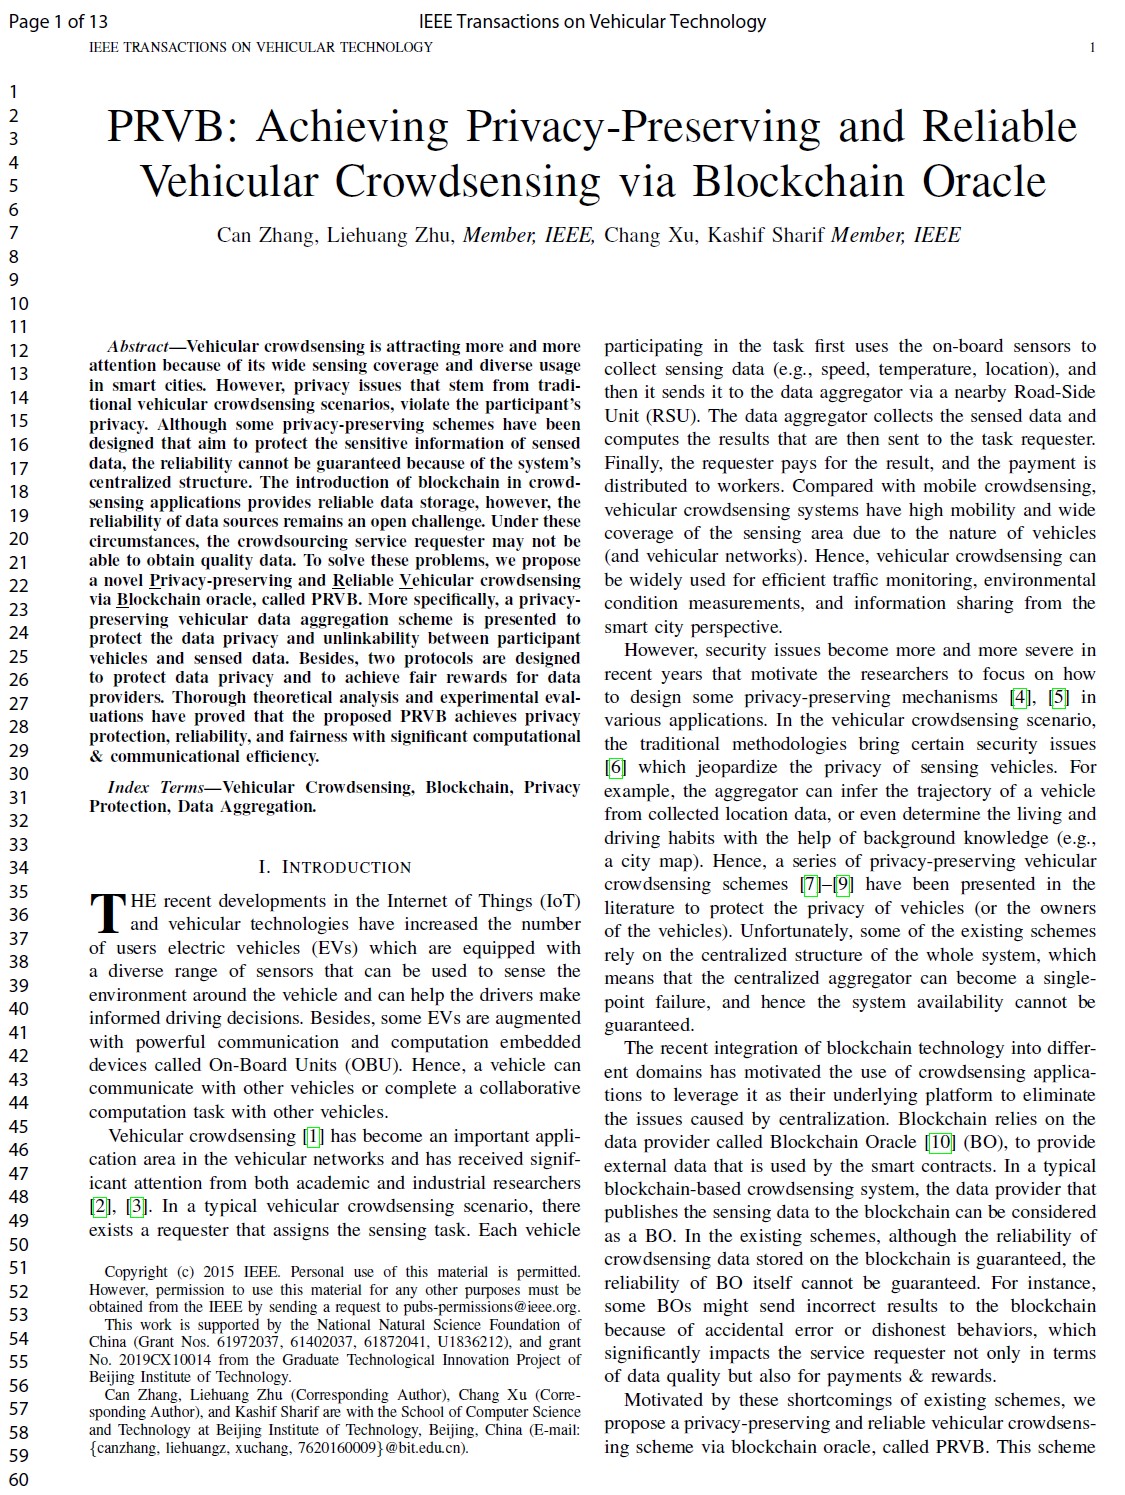 Page 1 of 13
IEEE Transactions on Vehicular Technology
IEEE TRANSACTIONS ON VEHICULAR TECHNOLOGY
1
1
2
3
4
5
6
7
8
9
10
11
12
13
14
15
16
17
18
19
20
21
22
23
24
25
26
27
28
29
30
31
32
33
34
35
36
37
38
39
40
41
42
43
44
45
46
47
48
49
50
51
52
53
54
55
56
57
58
59
60
PRVB: Achieving Privacy-Preserving and Reliable
Vehicular Crowdsensing via Blockchain Oracle
Can Zhang, Liehuang Zhu, Member, IEEE, Chang Xu, Kashif Sharif Member, IEEE
Abstract—Vehicular crowdsensing is attracting more and more
attention because of its wide sensing coverage and diverse usage
in smart cities. However, privacy issues that stem from tradi-
tional vehicular crowdsensing scenarios, violate the participant's
privacy. Although some privacy-preserving schemes have been
designed that aim to protect the sensitive information of sensed
data, the reliability cannot be guaranteed because of the system's
centralized structure. The introduction of blockchain in crowd-
sensing applications provides reliable data storage, however, the
reliability of data sources remains an open challenge. Under these
circumstances, the crowdsourcing service requester may not be
able to obtain quality data. To solve these problems, we propose
a novel Privacy-preserving and Reliable Vehicular crowdsensing
via Blockchain oracle, called PRVB. More specifically, a privacy-
preserving vehicular data aggregation scheme is presented to
protect the data privacy and unlinkability between participant
vehicles and sensed data. Besides, two protocols are designed
to protect data privacy and to achieve fair rewards for data
providers. Thorough theoretical analysis and experimental eval-
uations have proved that the proposed PRVB achieves privacy
protection, reliability, and fairness with significant computational
& communicational efficiency.
Index Terms—Vehicular Crowdsensing, Blockchain, Privacy
Protection, Data Aggregation.
I. INTRODUCTION
THE recent developments in the Internet of Things (IoT)
and vehicular technologies have increased the number
of users electric vehicles (EVs) which are equipped with
a diverse range of sensors that can be used to sense the
environment around the vehicle and can help the drivers make
informed driving decisions. Besides, some EVs are augmented
with powerful communication and computation embedded
devices called On-Board Units (OBU). Hence, a vehicle can
communicate with other vehicles or complete a collaborative
computation task with other vehicles.
Vehicular crowdsensing [1] has become an important appli-
cation area in the vehicular networks and has received signif-
icant attention from both academic and industrial researchers
[2], [3]. In a typical vehicular crowdsensing scenario, there
exists a requester that assigns the sensing task. Each vehicle
Copyright (c) 2015 IEEE. Personal use of this material is permitted.
However, permission to use this material for any other purposes must be
obtained from the IEEE by sending a request to pubs-permissions@ieee.org.
This work is supported by the National Natural Science Foundation of
China (Grant Nos. 61972037, 61402037, 61872041, U1836212), and grant
No. 2019CX10014 from the Graduate Technological Innovation Project of
Beijing Institute of Technology.
Can Zhang, Liehuang Zhu (Corresponding Author), Chang Xu (Corre-
sponding Author), and Kashif Sharif are with the School of Computer Science
and Technology at Beijing Institute of Technology, Beijing, China (E-mail:
{canzhang, liehuangz, xuchang, 7620160009}@bit.edu.cn).
participating in the task first uses the on-board sensors to
collect sensing data (e.g., speed, temperature, location), and
then it sends it to the data aggregator via a nearby Road-Side
Unit (RSU). The data aggregator collects the sensed data and
computes the results that are then sent to the task requester.
Finally, the requester pays for the result, and the payment is
distributed to workers. Compared with mobile crowdsensing,
vehicular crowdsensing systems have high mobility and wide
coverage of the sensing area due to the nature of vehicles
(and vehicular networks). Hence, vehicular crowdsensing can
be widely used for efficient traffic monitoring, environmental
condition measurements, and information sharing from the
smart city perspective.
However, security issues become more and more severe in
recent years that motivate the researchers to focus on how
to design some privacy-preserving mechanisms [4], [5] in
various applications. In the vehicular crowdsensing scenario,
the traditional methodologies bring certain security issues
[6] which jeopardize the privacy of sensing vehicles. For
example, the aggregator can infer the trajectory of a vehicle
from collected location data, or even determine the living and
driving habits with the help of background knowledge (e.g.,
a city map). Hence, a series of privacy-preserving vehicular
crowdsensing schemes [7]–[9] have been presented in the
literature to protect the privacy of vehicles (or the owners
of the vehicles). Unfortunately, some of the existing schemes
rely on the centralized structure of the whole system, which
means that the centralized aggregator can become a single-
point failure, and hence the system availability cannot be
guaranteed.
The recent integration of blockchain technology into differ-
ent domains has motivated the use of crowdsensing applica-
tions to leverage it as their underlying platform to eliminate
the issues caused by centralization. Blockchain relies on the
data provider called Blockchain Oracle [10] (BO), to provide
external data that is used by the smart contracts. In a typical
blockchain-based crowdsensing system, the data provider that
publishes the sensing data to the blockchain can be considered
as a BO. In the existing schemes, although the reliability of
crowdsensing data stored on the blockchain is guaranteed, the
reliability of BO itself cannot be guaranteed. For instance,
some BOs might send incorrect results to the blockchain
because of accidental error or dishonest behaviors, which
significantly impacts the service requester not only in terms
of data quality but also for payments & rewards.
Motivated by these shortcomings of existing schemes, we
propose a privacy-preserving and reliable vehicular crowdsens-
ing scheme via blockchain oracle, called PRVB. This scheme